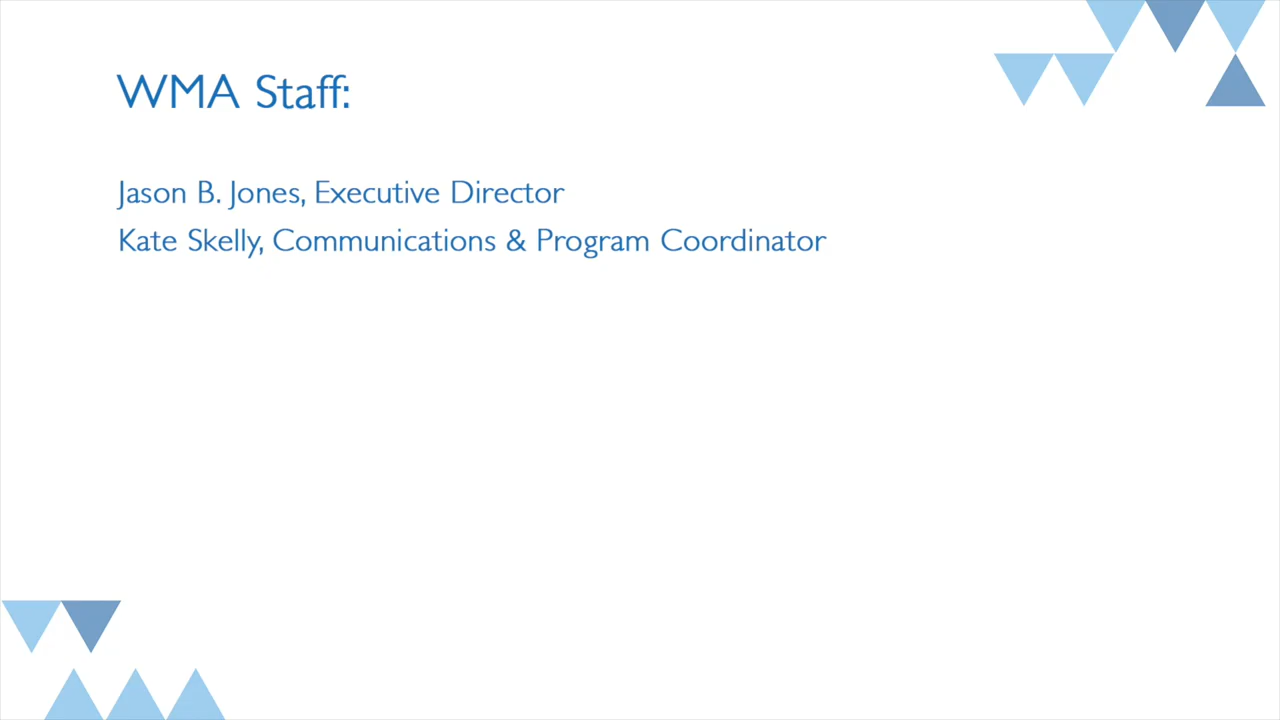 WMA Staff:
Jason B. Jones, Executive Director
Kate Skelly, Communications & Program Coordinator